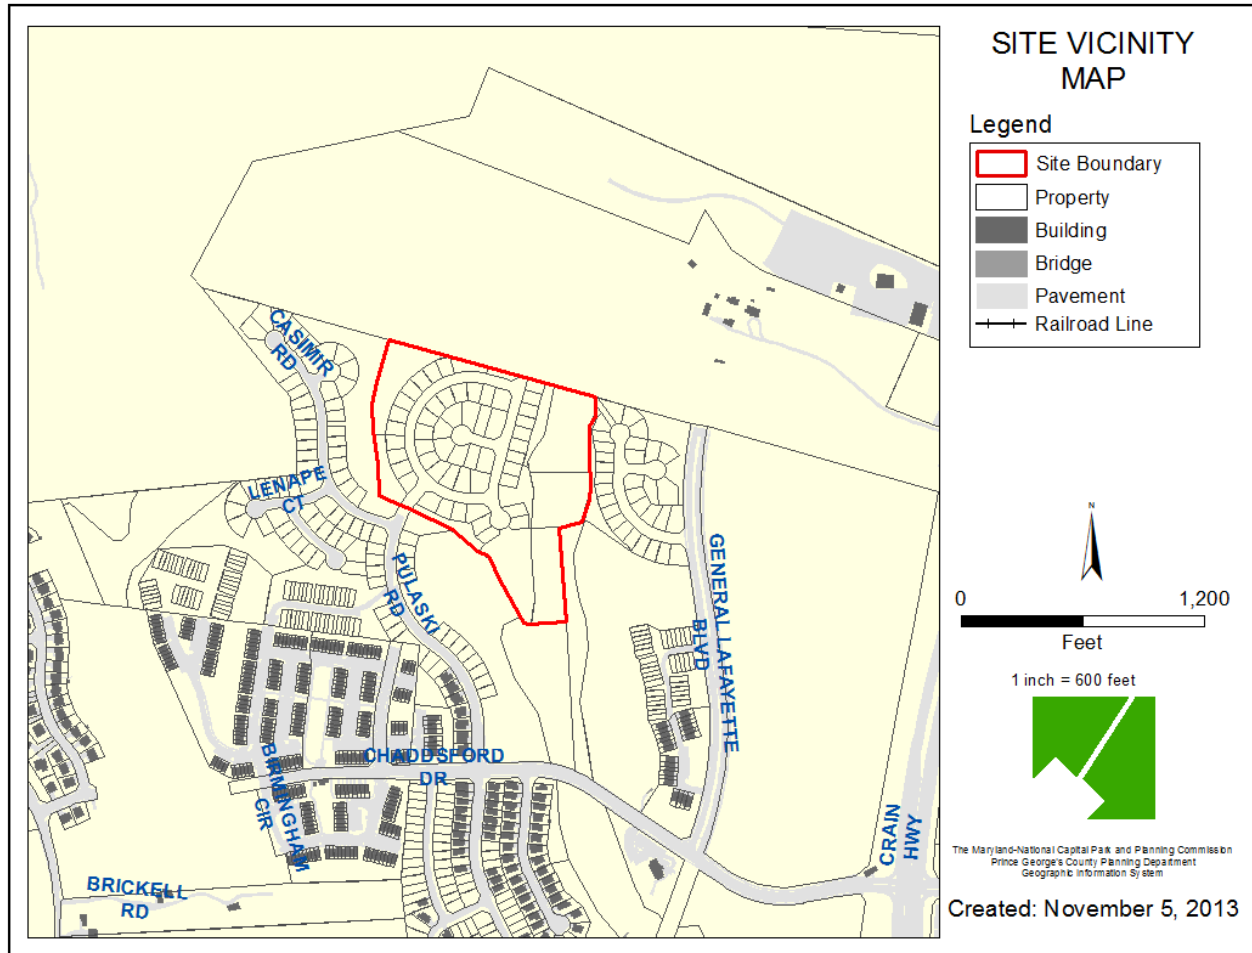 SITE VICINITY
MAP
Legend
Site Boundary
Property
Building
Bridge
Pavement
Railroad Line
CASIMIR
RD
LENAPE
CT
PULASKI
RD
GENERAL LAFAYETTE
BLVD
CHADDSFORD
DR
BIRMINGHAM
CIR
BRICKELL
RD
CRAIN
HWY
N
0 1,200
Feet
1 inch = 600 feet
The Maryland-National Capital Park and Planning Commission
Prince George's County Planning Department
Geographic Information System
Created: November 5, 2013